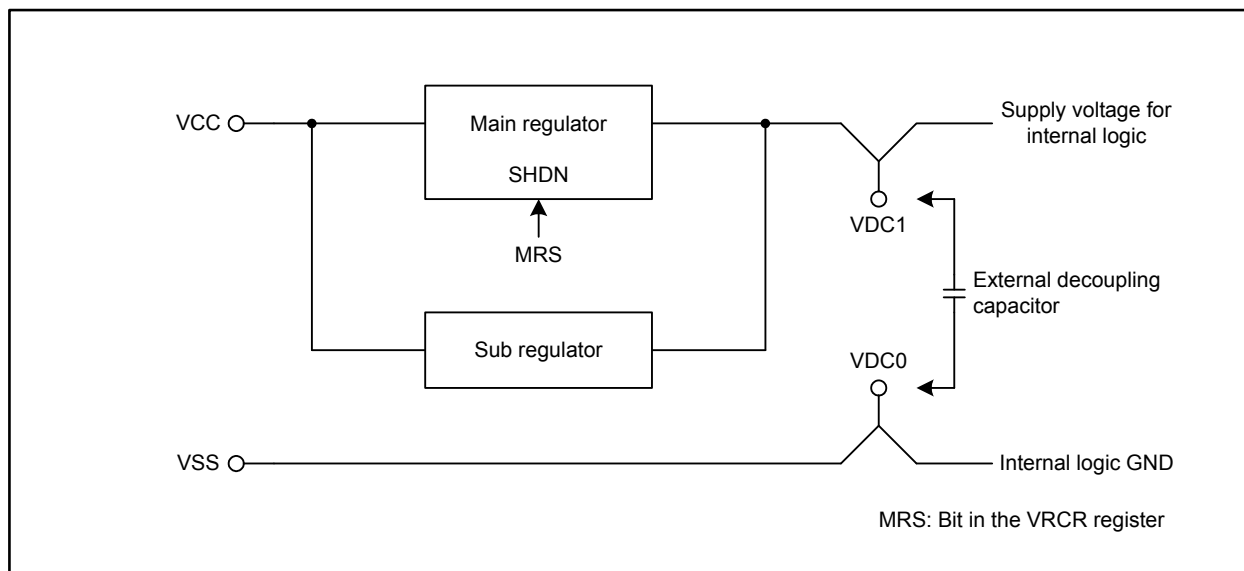 VCC
Main regulator
SHDN
MRS
Sub regulator
Supply voltage for
internal logic
VDC1
External decoupling
capacitor
VDC0
VSS
Internal logic GND
MRS: Bit in the VRCR register